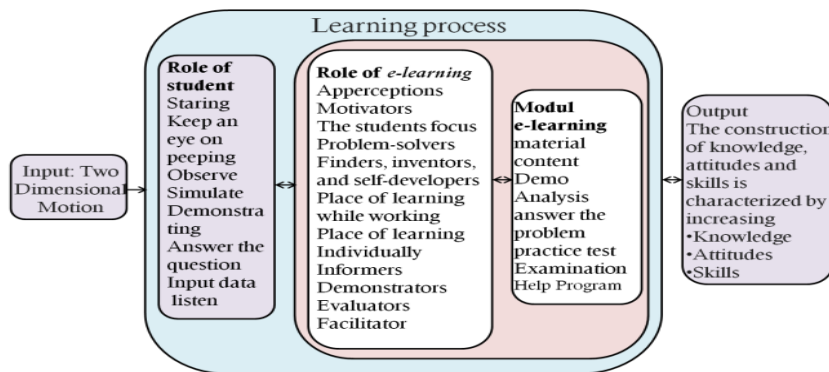 Learning process
Input: Two
Dimensional
Motion
Role of
student
Staring
Keep an
eye on
peeping
Observe
Simulate
Demonstra
ting
Answer the
question
Input data
listen
Role of e-learning
Apperceptions
Motivators
The students focus
Problem-solvers
Finders, inventors,
and self-developers
Place of learning
while working
Place of learning
Individually
Informers
Demonstrators
Evaluators
Facilitator
Modul
e-learning
material
content
Demo
Analysis
answer the
problem
practice test
Examination
Help Program
Output
The construction
of knowledge,
attitudes and
skills is
characterized by
increasing
•Knowledge
•Attitudes
•Skills